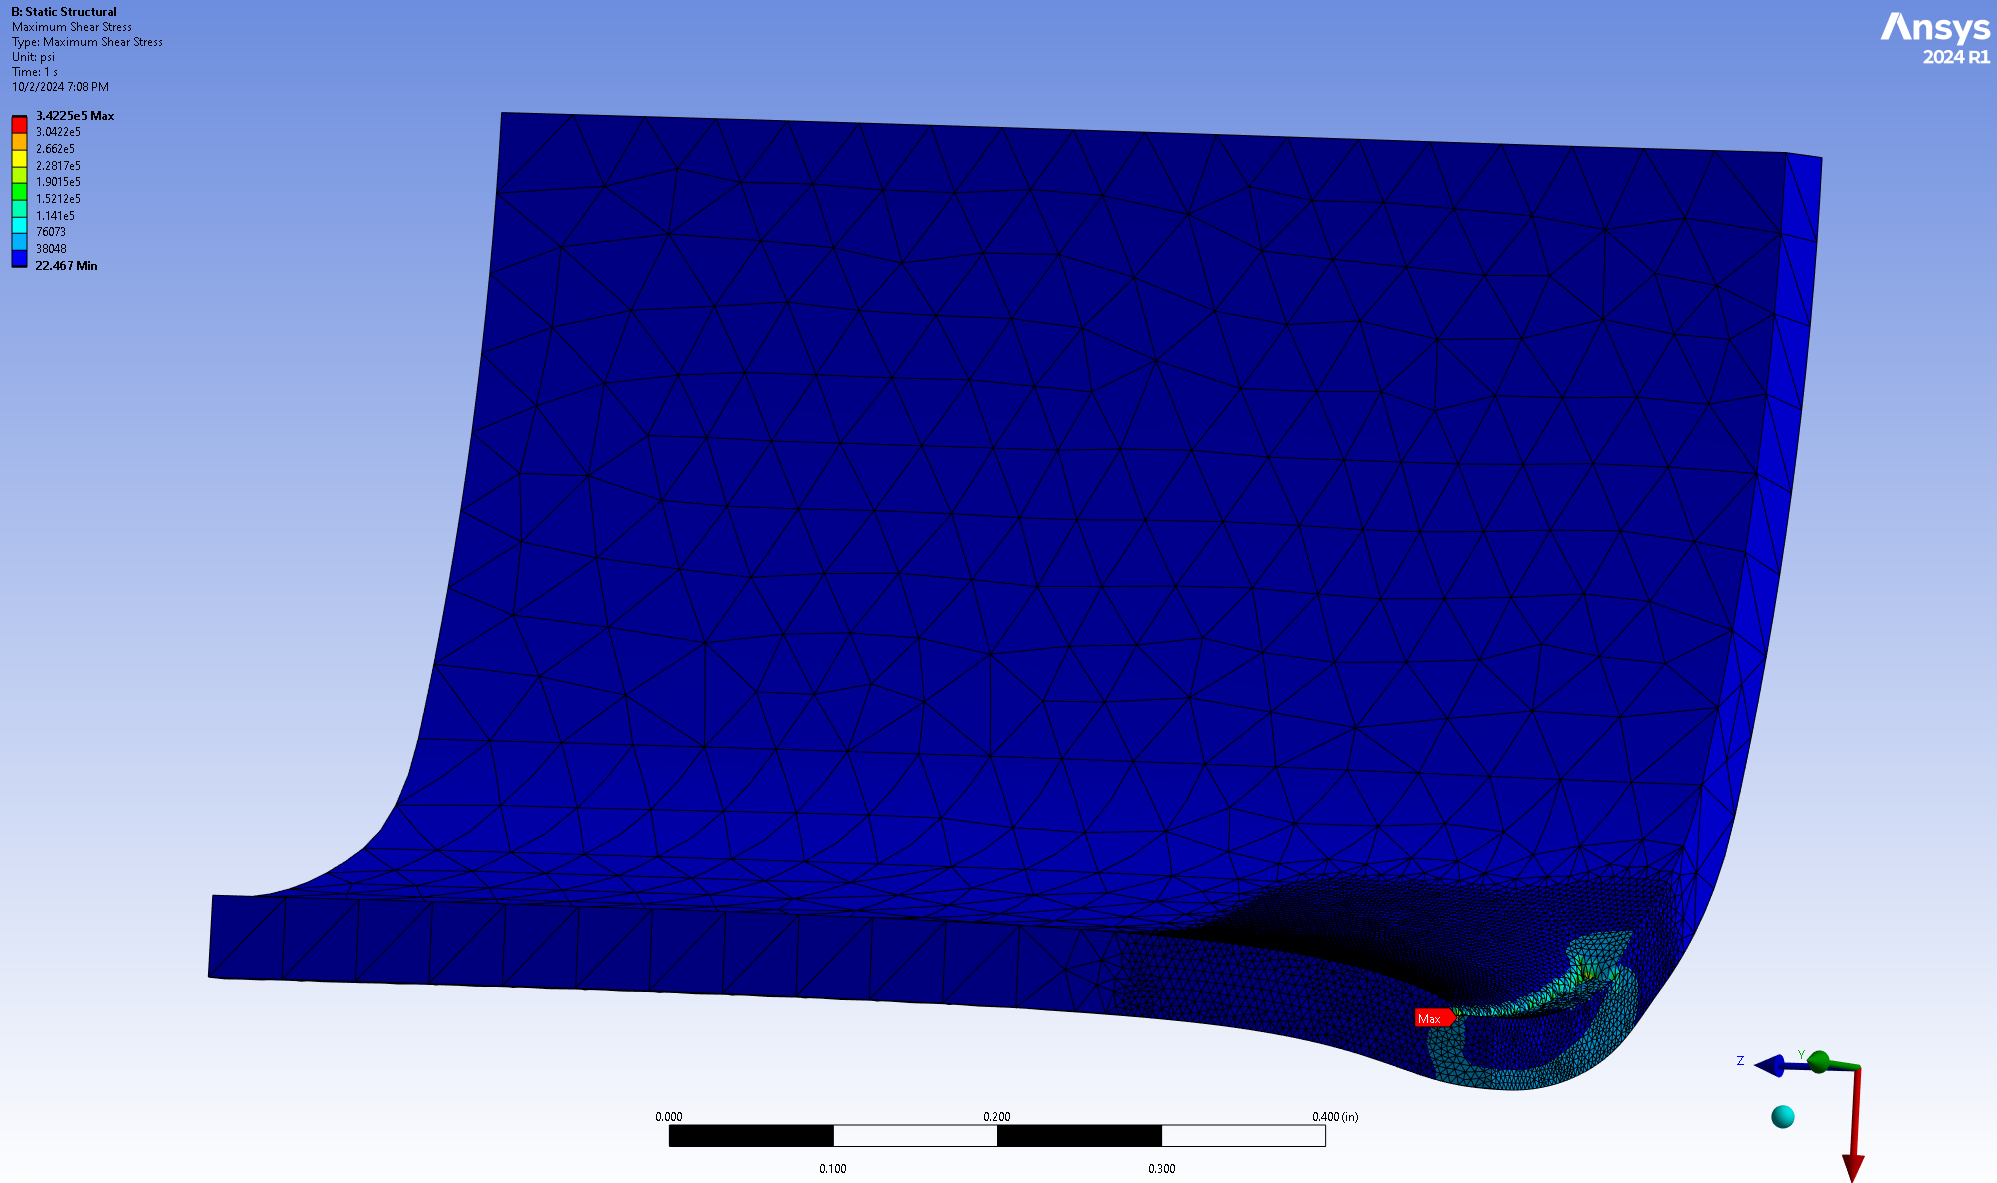 B: Static Structural
Maximum Shear Stress
Type: Maximum Shear Stress
Unit: psi
Time: 1 s
10/2/2024 7:08 PM
3.4225e5 Max
3.0422e5
2.662e5
2.2817e5
1.9015e5
1.5212e5
1.141e5
76073
38048
22.467 Min
Ansys
2024 R1
Max
Z
Y
0.000 0.200 0.400 (in)
0.100 0.300